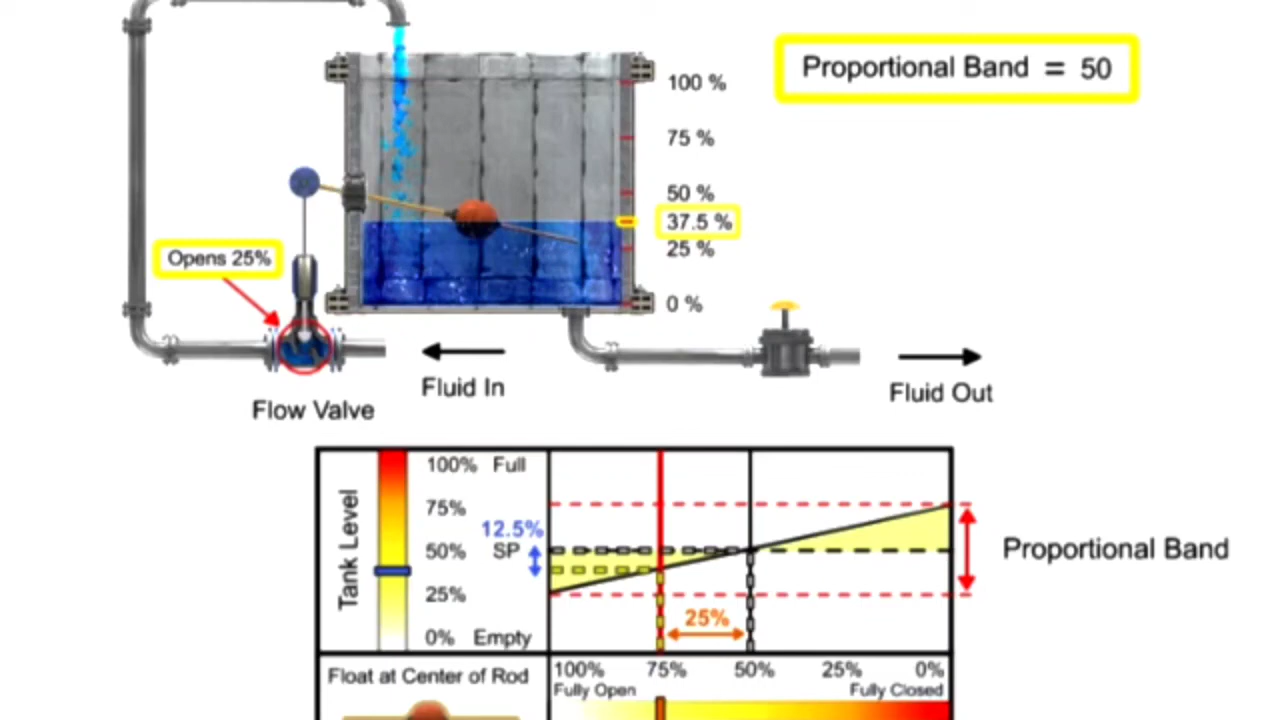 Proportional Band = 50
100 %
75 %
50 %
37.5 %
25 %
0 %
Opens 25%
Fluid In
Flow Valve
Fluid Out
Tank Level
100% Full
75%
12.5%
50% SP
25%
0% Empty
25%
Proportional Band
Float at Center of Rod
100% 75% 50% 25% 0%
Fully Open Fully Closed